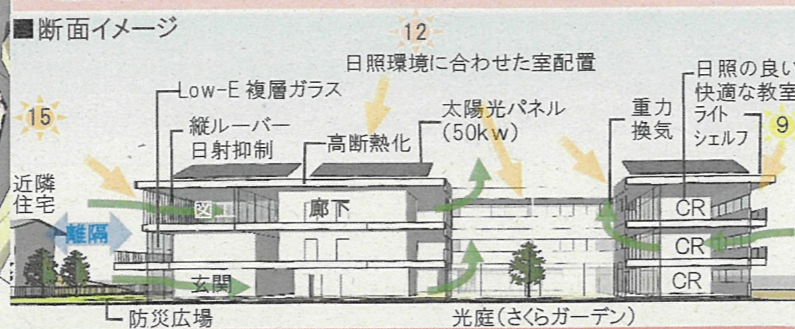 ■断面イメージ
12
日照環境に合わせた室配置
日照の良い
快適な教室
Low-E 複層ガラス
15
縦ルーバー
日射抑制
高断熱化
太陽光パネル
(50kw)
重力
換気
ライト
シェルフ
9
近隣
住宅
離隔
図
廊下
CR
CR
CR
玄関
防災広場
光庭(さくらガーデン)